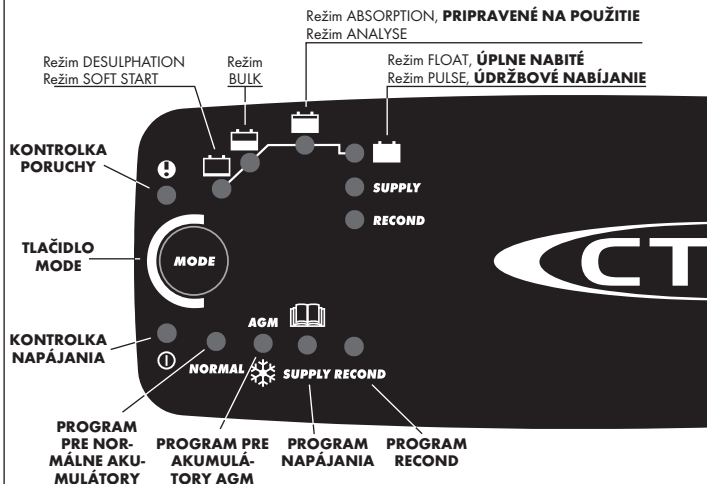 Režim ABSORPTION, PRIPRAVENÉ NA POUŽITIE
Režim ANALYSE
Režim DESULPHATION
Režim SOFT START
Režim
BULK
Režim FLOAT, ÚPLNE NABITÉ
Režim PULSE, ÚDRŽBOVÉ NABÍJANIE
KONTROLKA
PORUCHY
SUPPLY
RECOND
TLAČIDLO
MODE
MODE
CT
KONTROLKA
NAPÁJANIA
AGM
NORMAL
SUPPLY RECOND
PROGRAM
PRE NOR-
MÁLNE AKU-
MULÁTORY
PROGRAM PRE
AKUMULÁ-
TORY AGM
PROGRAM
NAPÁJANIA
PROGRAM
RECOND